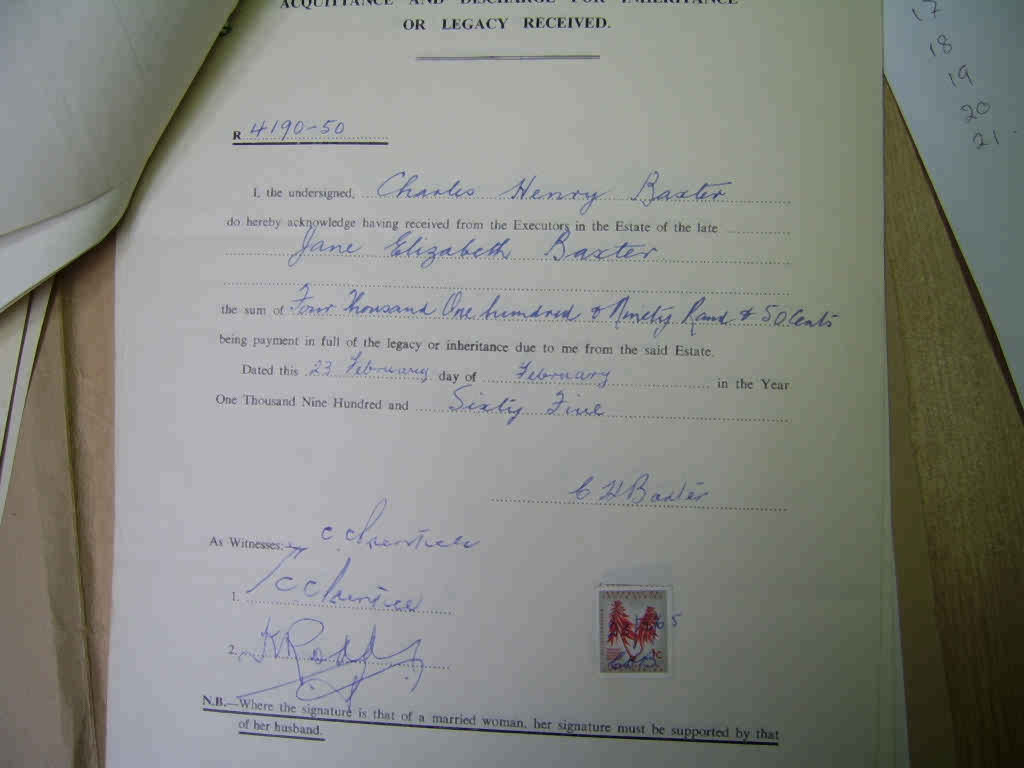 ACQUITTANCE AND DISCHARGE FOR INHERITANCE
OR LEGACY RECEIVED.
R 4190-50
I, the undersigned, Charles Henry Baxter
do hereby acknowledge having received from the Executors in the Estate of the late
Jane Elizabeth Baxter
the sum of Four Thousand One hundred & Ninety Rand & 50 Cents
being payment in full of the legacy or inheritance due to me from the said Estate.
Dated this 23 February day of February in the Year
One Thousand Nine Hundred and Sixty Five
C H Baxter
As Witnesses:
1.
2.
N.B.—Where the signature is that of a married woman, her signature must be supported by that
of her husband.
17
18
19
20
21.